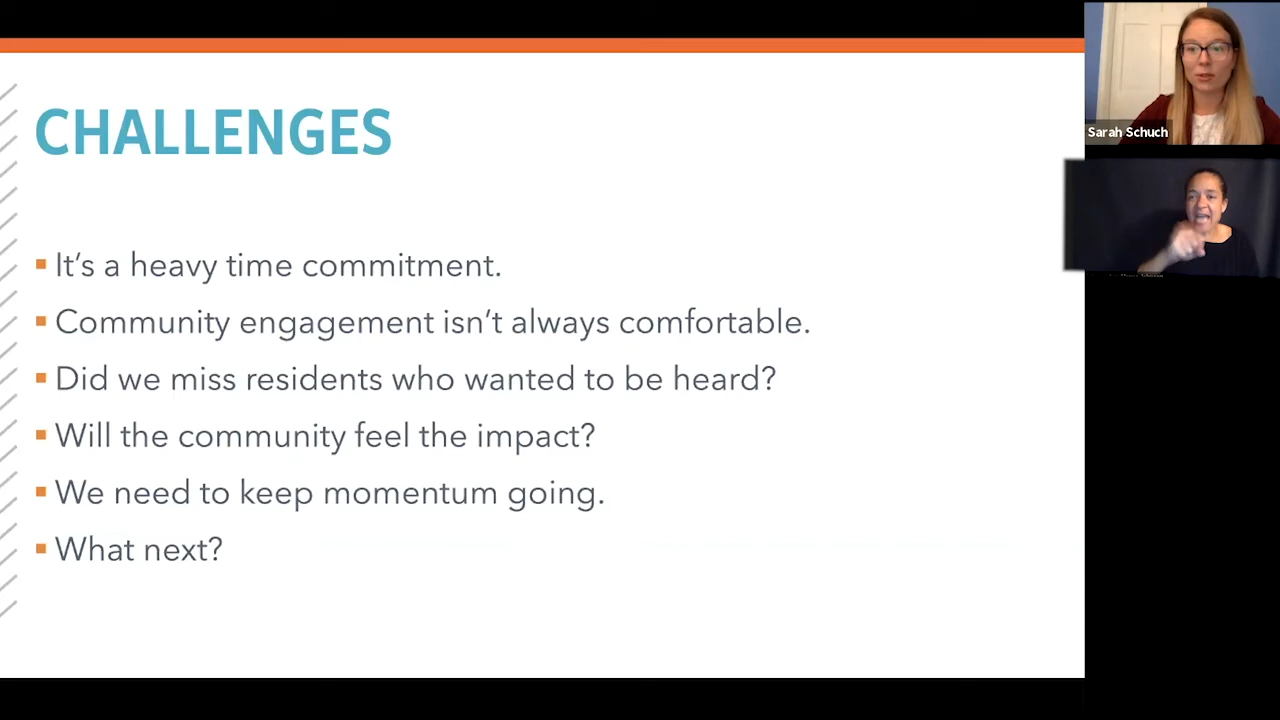 CHALLENGES
It's a heavy time commitment.
Community engagement isn't always comfortable.
Did we miss residents who wanted to be heard?
Will the community feel the impact?
We need to keep momentum going.
What next?
Sarah Schuch